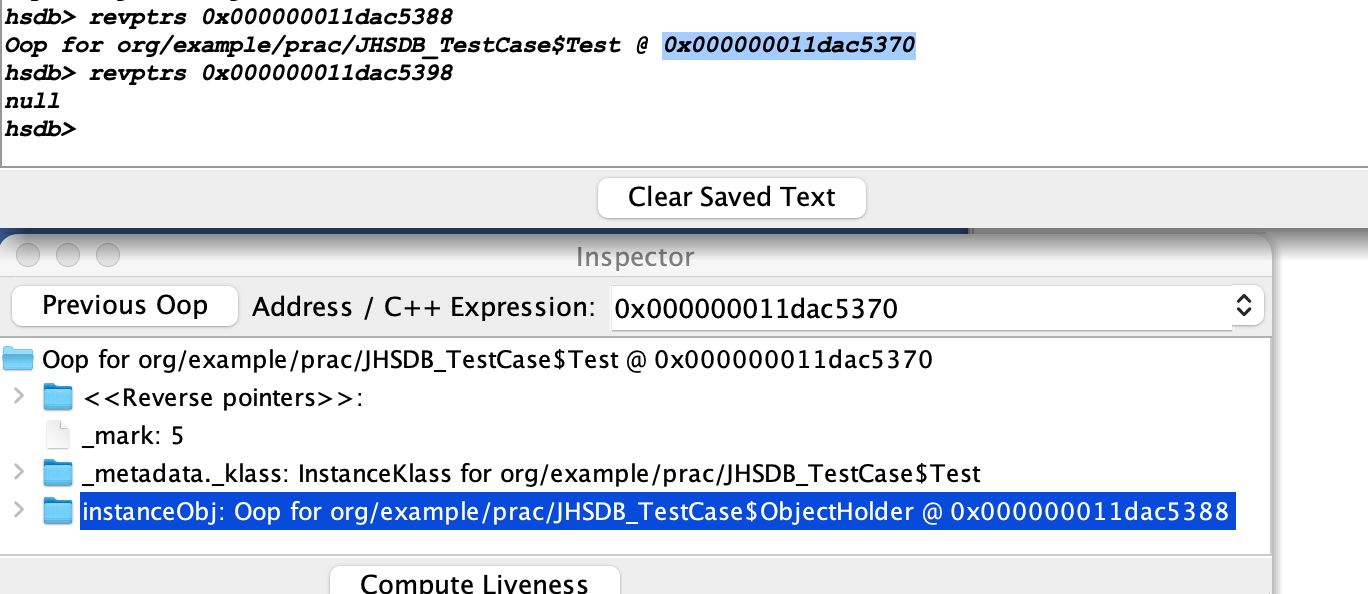 hsdb> revptrs 0x000000011dac5388
Oop for org/example/prac/JHSDB_TestCase$Test @ 0x000000011dac5370
hsdb> revptrs 0x000000011dac5398
null
hsdb>
Clear Saved Text
Inspector
Previous Oop Address / C++ Expression: 0x000000011dac5370
Oop for org/example/prac/JHSDB_TestCase$Test @ 0x000000011dac5370
<<Reverse pointers>>:
_mark: 5
_metadata._klass: InstanceKlass for org/example/prac/JHSDB_TestCase$Test
instanceObj: Oop for org/example/prac/JHSDB_TestCase$ObjectHolder @ 0x000000011dac5388
Compute Liveness